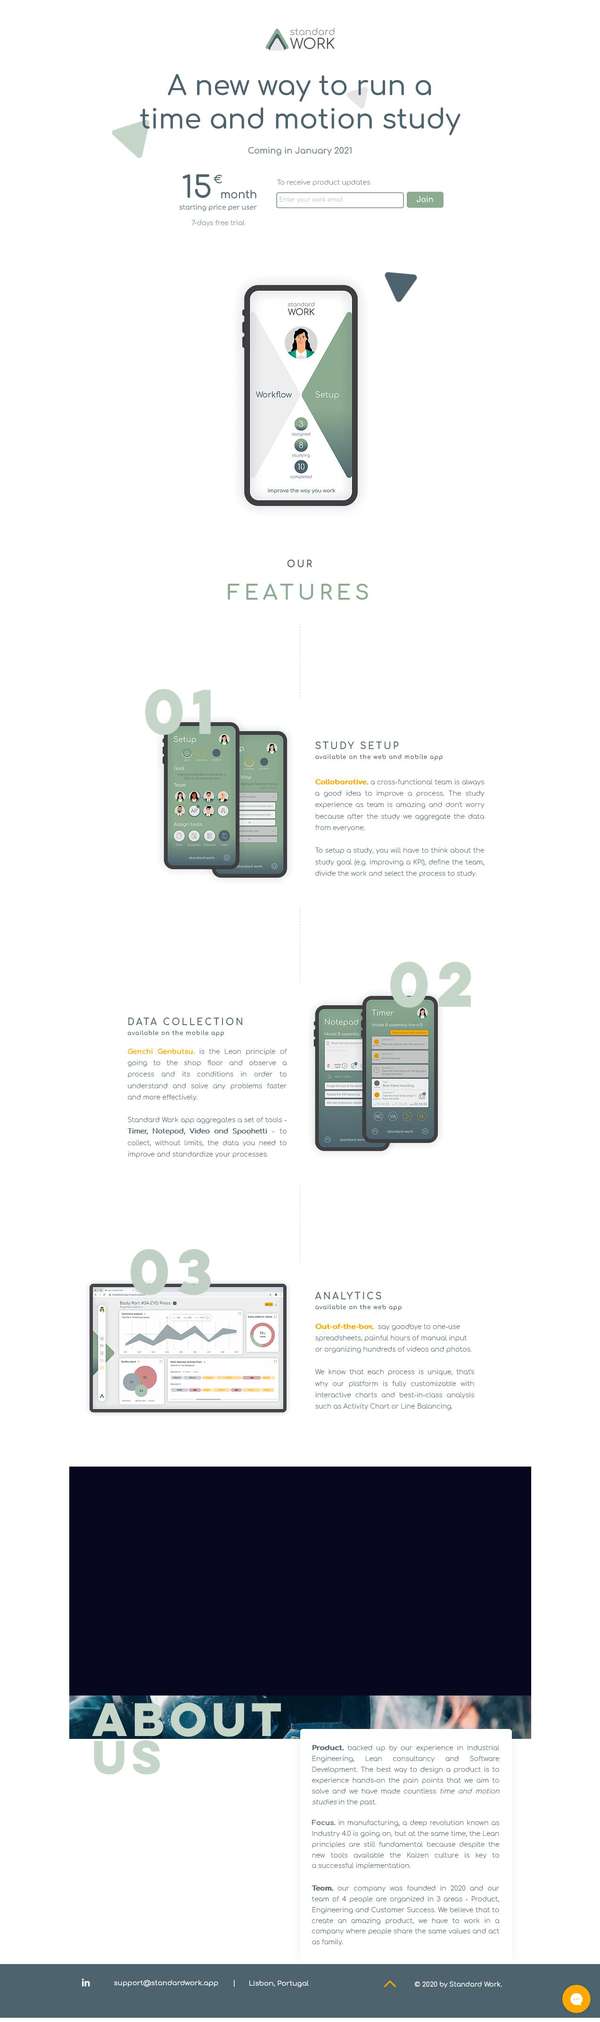 standard
WORK
A new way to run a
time and motion study
Coming in January 2021
15€ month
starting price per user
7-days free trial
To receive product updates
Enter your work email
Join
standard
WORK
Workflow
Setup
3
assigned
8
studying
10
completed
improve the way you work
OUR
FEATURES
01
Setup
Goal
Team
Assign tasks
standard work
STUDY SETUP
available on the web and mobile app
Collaborative, a cross-functional team is always
a good idea to improve a process. The study
experience as team is amazing and dont worry
because after the study we aggregate the data
from everyone.
To setup a study, you will have to think about the
study goal (e.g. improving a KPI), define the team,
divide the work and select the process to study.
02
DATA COLLECTION
available on the mobile app
Genchi Genbutsu, is the Lean principle of
going to the shop floor and observe a
process and its conditions in order to
understand and solve any problems faster
and more effectively.
Standard Work app aggregates a set of tools -
Timer, Notepad, Video and Spaghetti - to
collect, without limits, the data you need to
improve and standardize your processes.
Notepad
Timer
standard work
standard work
03
Body Part #34 EVO Press
ANALYTICS
available on the web app
Out-of-the-box, say goodbye to one-use
spreadsheets, painful hours of manual input
or organizing hundreds of videos and photos.
We know that each process is unique, that's
why our platform is fully customizable with
interactive charts and best-in-class analysis
such as Activity Chart or Line Balancing.
ABOUT
US
Product, backed up by our experience in Industrial
Engineering, Lean consultancy and Software
Development. The best way to design a product is to
experience hands-on the pain points that we aim to
solve and we have made countless time and motion
studies in the past.
Focus, in manufacturing, a deep revolution known as
Industry 4.0 is going on, but at the same time, the Lean
principles are still fundamental because despite the
new tools available the Kaizen culture is key to
a successful implementation.
Team, our company was founded in 2020 and our
team of 4 people are organized in 3 areas - Product,
Engineering and Customer Success. We believe that to
create an amazing product, we have to work in a
company where people share the same values and act
as family.
in
support@standardwork.app | Lisbon, Portugal
© 2020 by Standard Work.